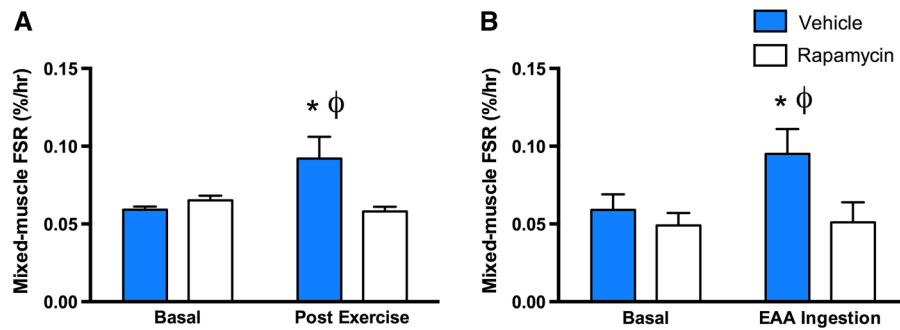 A
Mixed-muscle FSR (%/hr)
0.15
0.10
0.05
0.00
* ϕ
Basal
Post Exercise
B
Vehicle
Rapamycin
Mixed-muscle FSR (%/hr)
0.15
0.10
0.05
0.00
* ϕ
Basal
EAA Ingestion